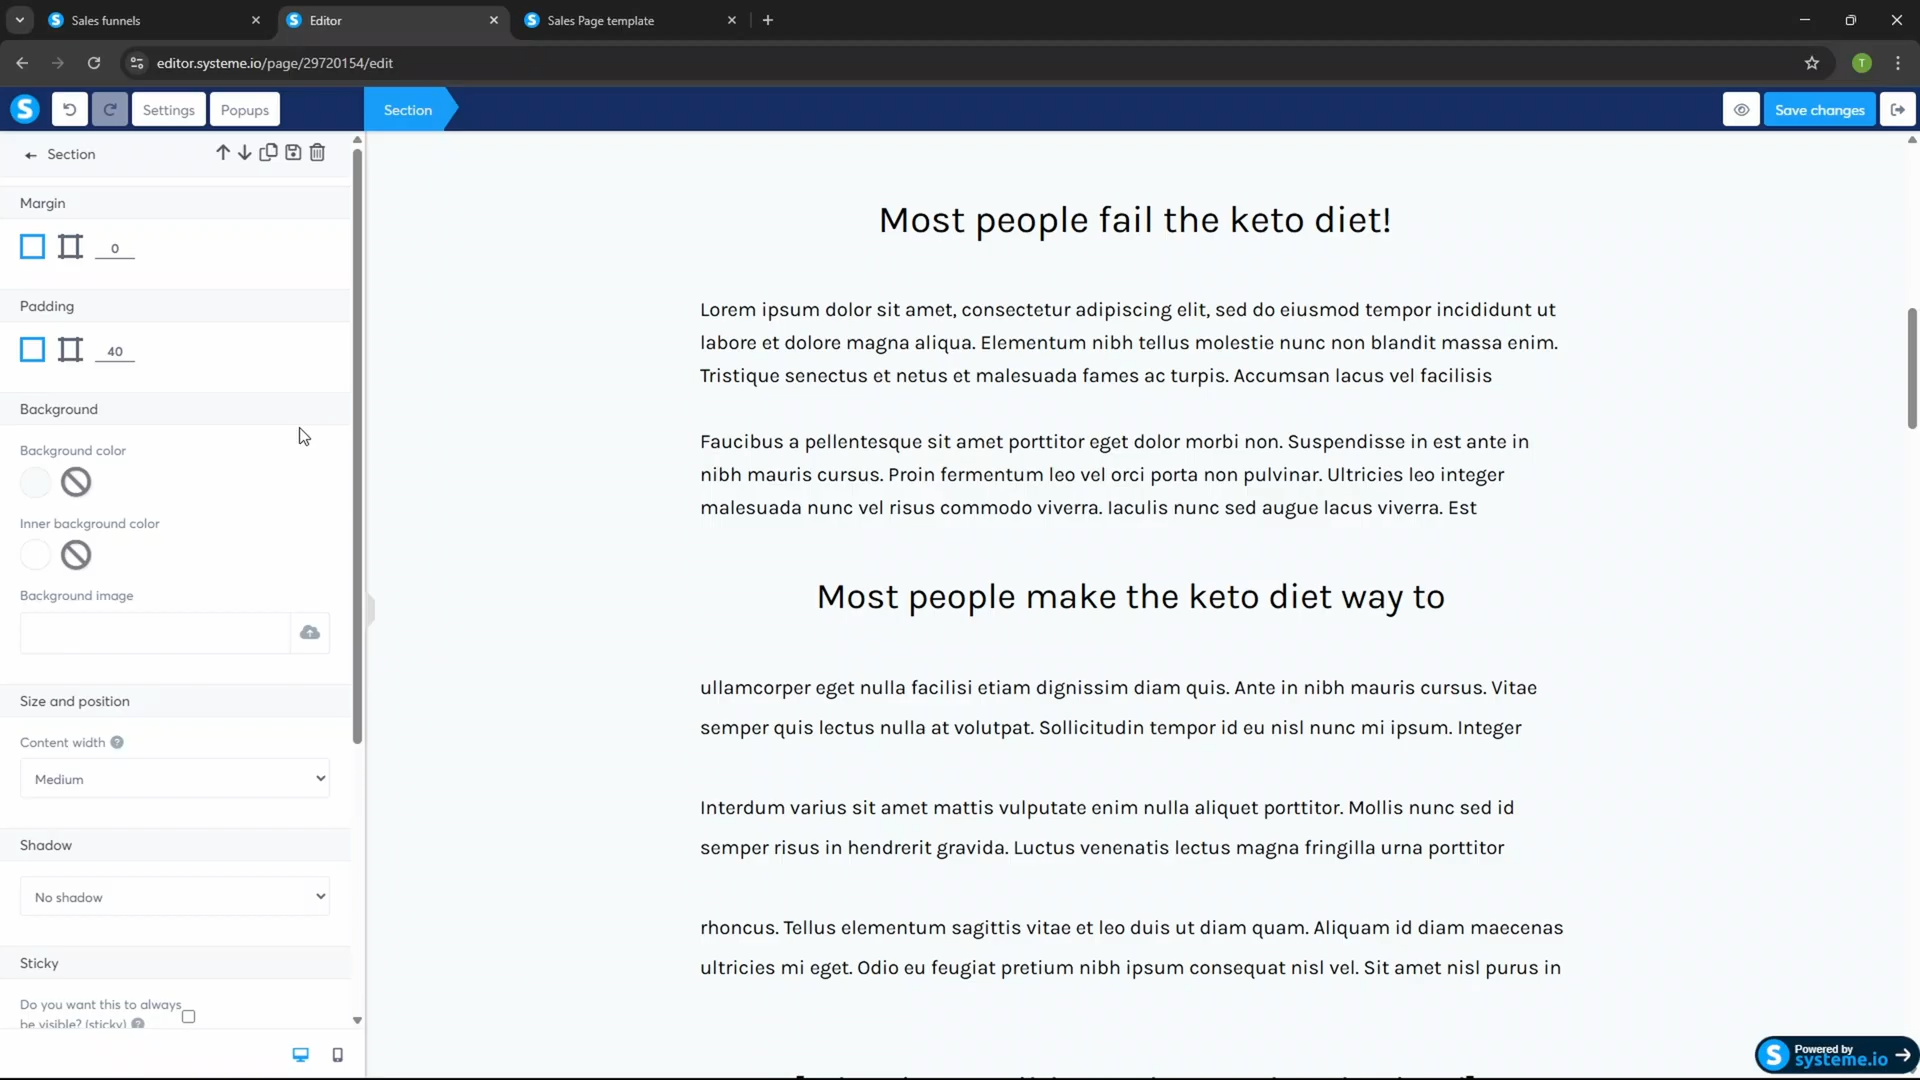 Sales funnels
Editor
Sales Page template
editor.systeme.io/page/29720154/edit
T
S
Settings
Popups
Section
Save changes
Section
Margin
0
Padding
40
Background
Background color
Inner background color
Background image
Size and position
Content width ?
Medium
Shadow
No shadow
Sticky
Do you want this to always
be visible? (sticky) ?
Most people fail the keto diet!
Lorem ipsum dolor sit amet, consectetur adipiscing elit, sed do eiusmod tempor incididunt ut
labore et dolore magna aliqua. Elementum nibh tellus molestie nunc non blandit massa enim.
Tristique senectus et netus et malesuada fames ac turpis. Accumsan lacus vel facilisis
Faucibus a pellentesque sit amet porttitor eget dolor morbi non. Suspendisse in est ante in
nibh mauris cursus. Proin fermentum leo vel orci porta non pulvinar. Ultricies leo integer
malesuada nunc vel risus commodo viverra. Iaculis nunc sed augue lacus viverra. Est
Most people make the keto diet way to
ullamcorper eget nulla facilisi etiam dignissim diam quis. Ante in nibh mauris cursus. Vitae
semper quis lectus nulla at volutpat. Sollicitudin tempor id eu nisl nunc mi ipsum. Integer
Interdum varius sit amet mattis vulputate enim nulla aliquet porttitor. Mollis nunc sed id
semper risus in hendrerit gravida. Luctus venenatis lectus magna fringilla urna porttitor
rhoncus. Tellus elementum sagittis vitae et leo duis ut diam quam. Aliquam id diam maecenas
ultricies mi eget. Odio eu feugiat pretium nibh ipsum consequat nisl vel. Sit amet nisl purus in
S
Powered by
systeme.io